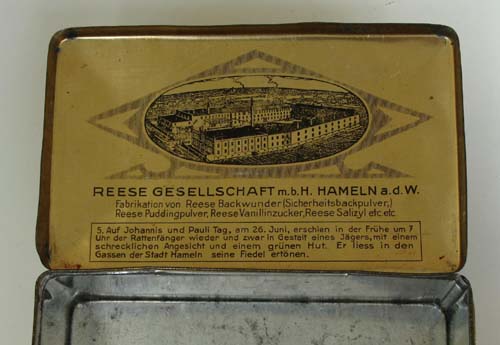 REESE GESELLSCHAFT m.b.H. HAMELN a.d.W.
Fabrikation von Reese Backwunder (Sicherheitsbackpulver,)
Reese Puddingpulver, Reese Vanillinzucker, Reese Salizyl etc. etc.
5. Auf Johannis und Pauli Tag, am 26. Juni, erschien in der Frühe um 7
Uhr der Rattenfänger wieder und zwar in Gestalt eines Jägers, mit einem
schrecklichen Angesicht und einem grünen Hut. Er liess in den
Gassen der Stadt Hameln seine Fiedel ertönen.